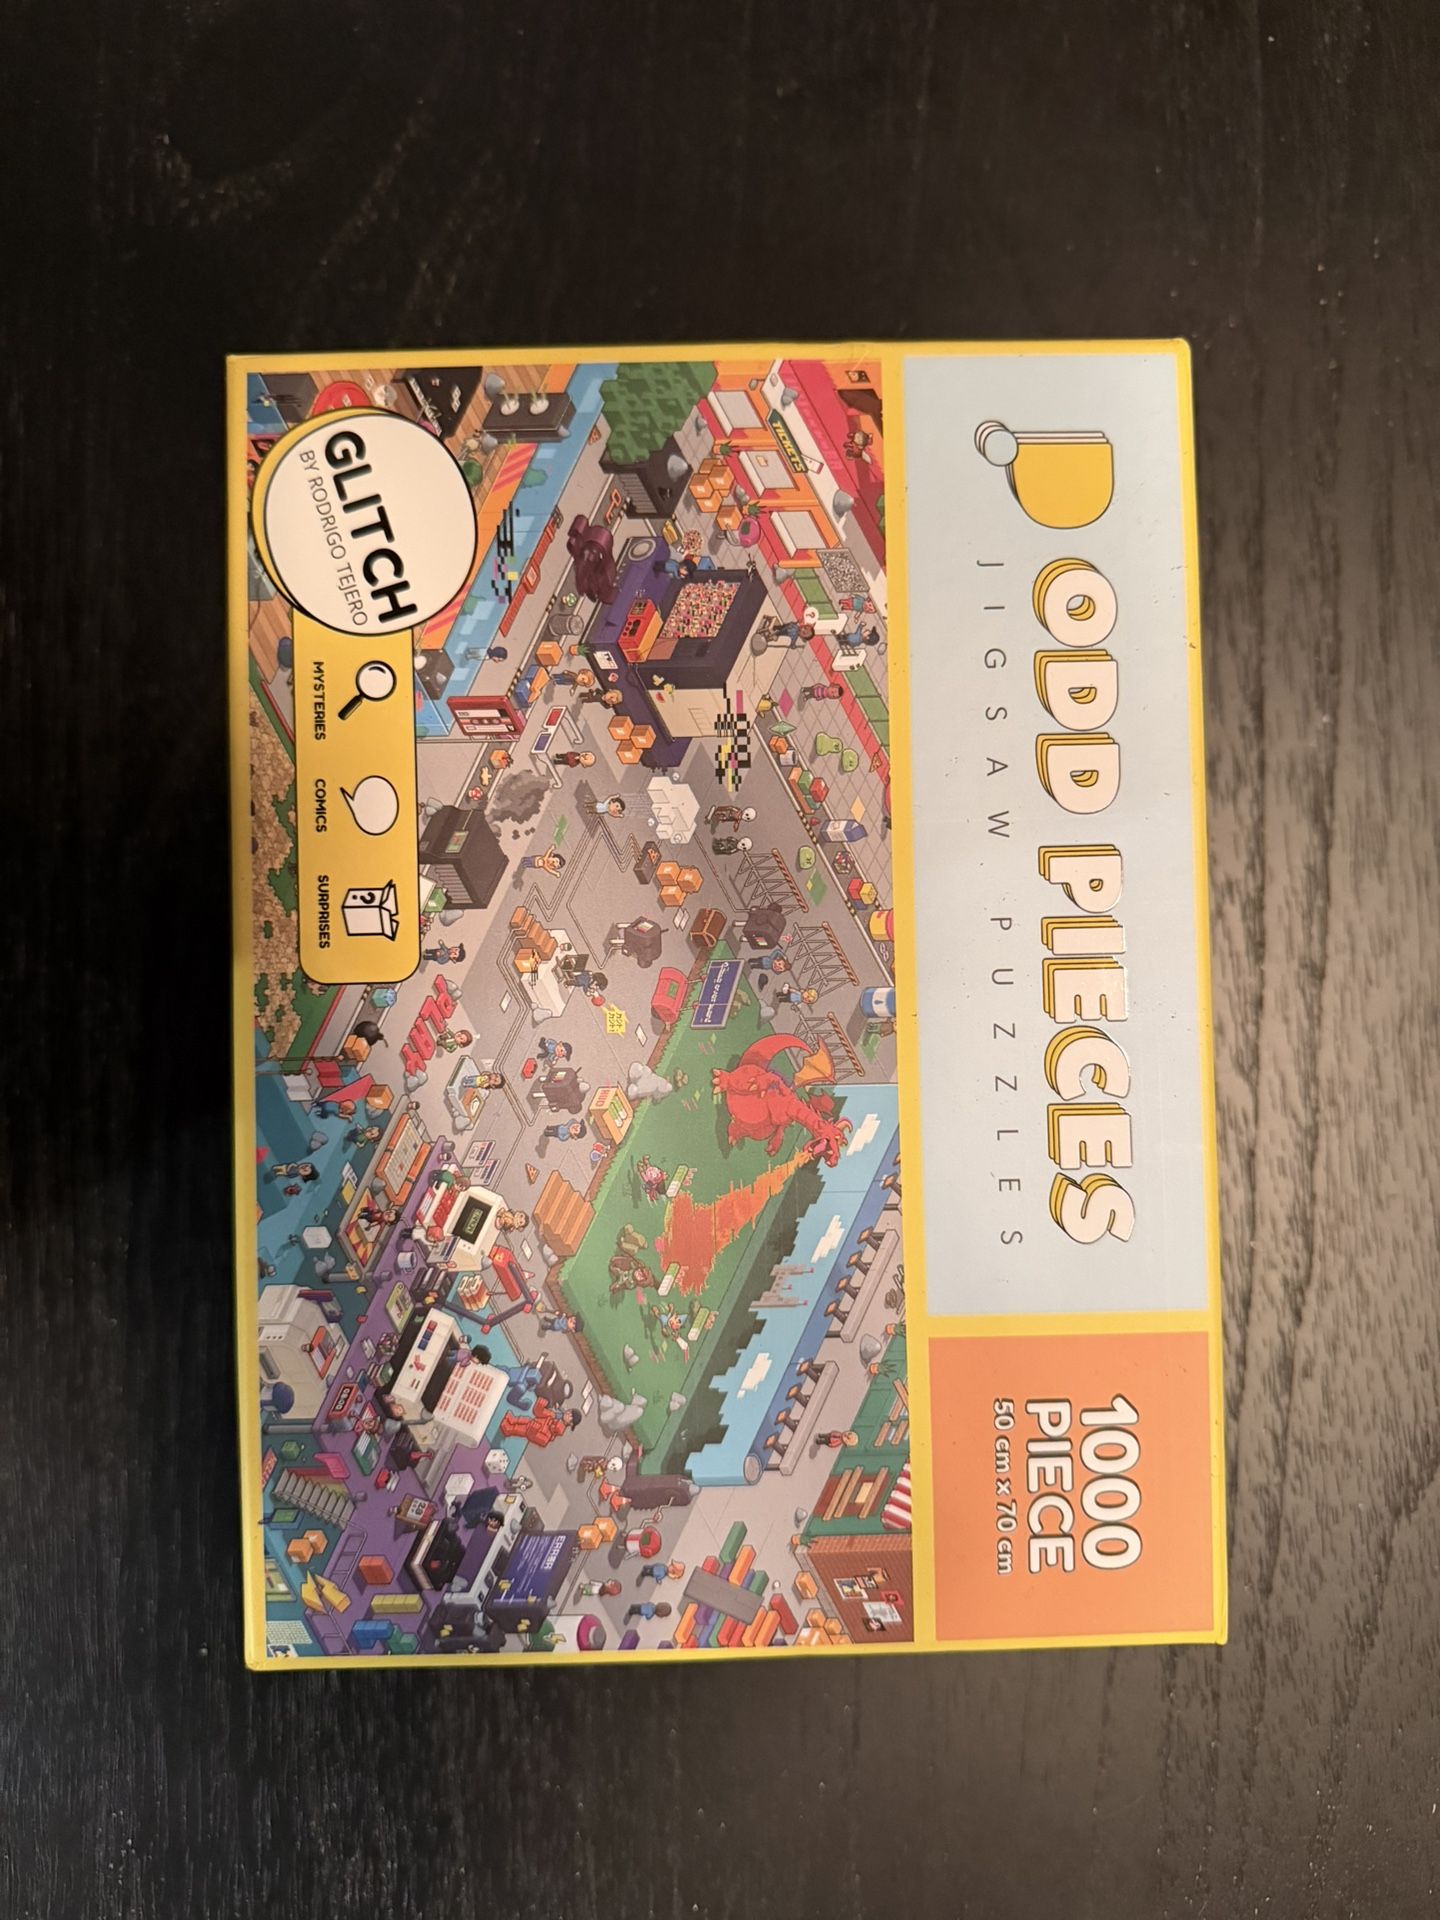 ODD PIECES
JIGSAW PUZZLES
1000
PIECE
50 cm x 70 cm
TICKETS
PLAY
ERROR
GLITCH
BY RODRIGO TEJERO
MYSTERIES
COMICS
SURPRISES